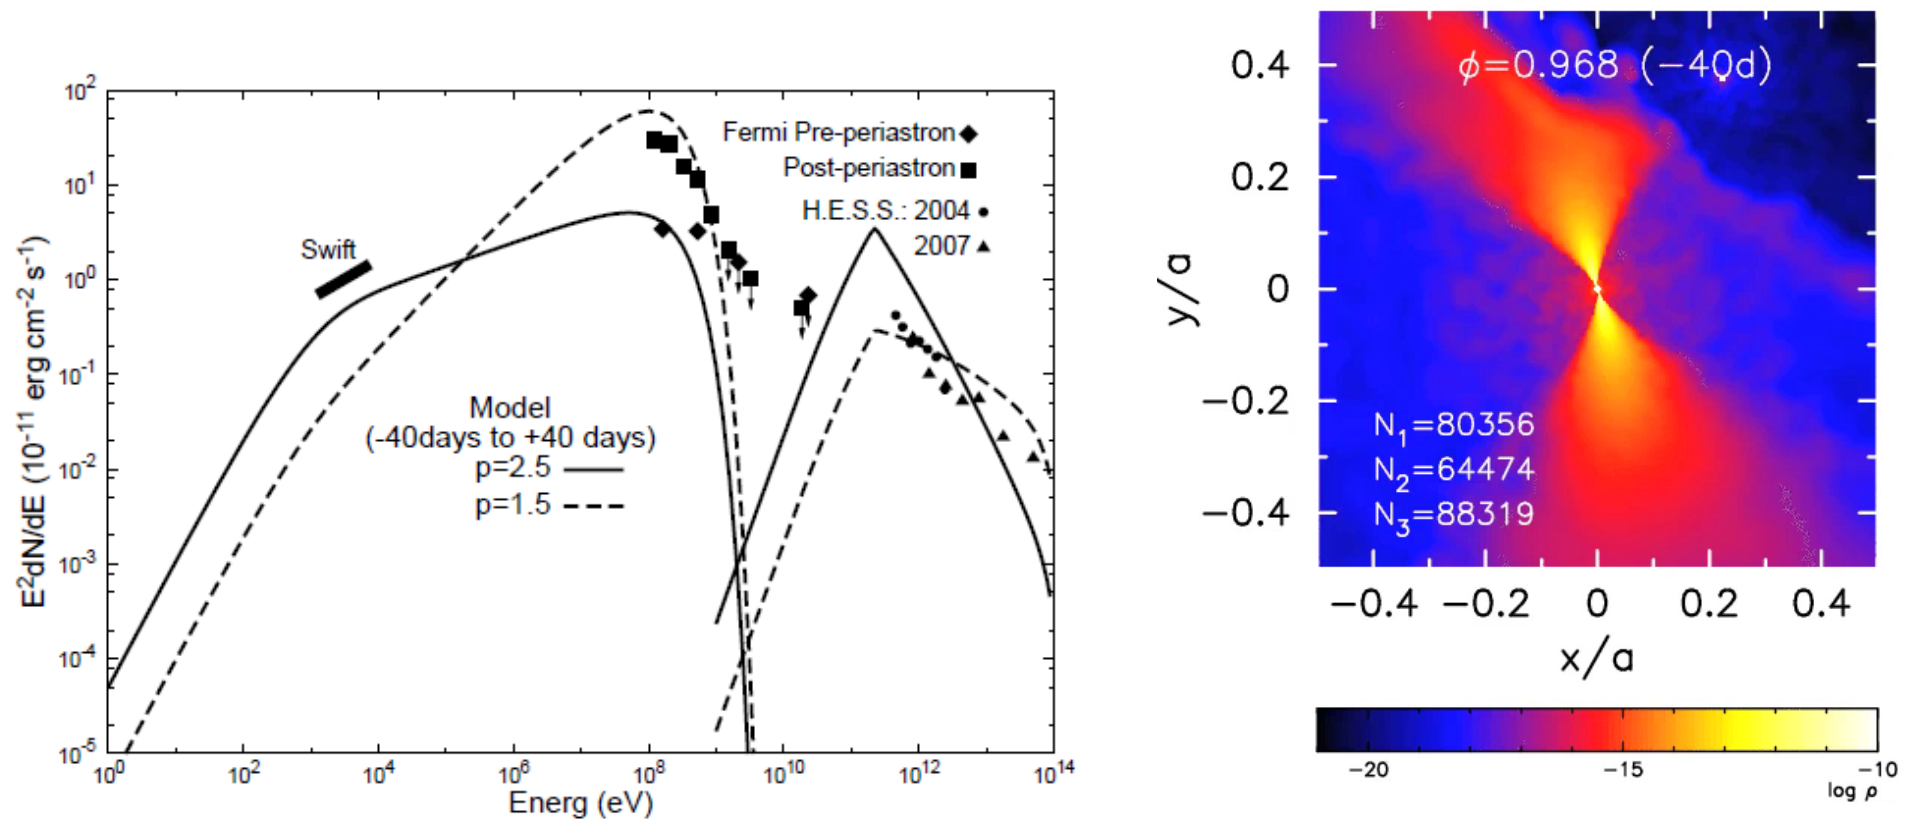 10²
10¹
10⁰
10⁻¹
10⁻²
10⁻³
10⁻⁴
10⁻⁵
E²dN/dE (10⁻¹¹ erg cm⁻² s⁻¹)
Swift
Fermi Pre-periastron
Post-periastron
H.E.S.S.: 2004
2007
Model
(-40days to +40 days)
p=2.5
p=1.5
10⁰ 10² 10⁴ 10⁶ 10⁸ 10¹⁰ 10¹² 10¹⁴
Energ (eV)
ϕ=0.968 (−40d)
N₁=80356
N₂=64474
N₃=88319
0.4
0.2
0
−0.2
−0.4
y/a
−0.4 −0.2 0 0.2 0.4
x/a
−20 −15 −10
log ρ